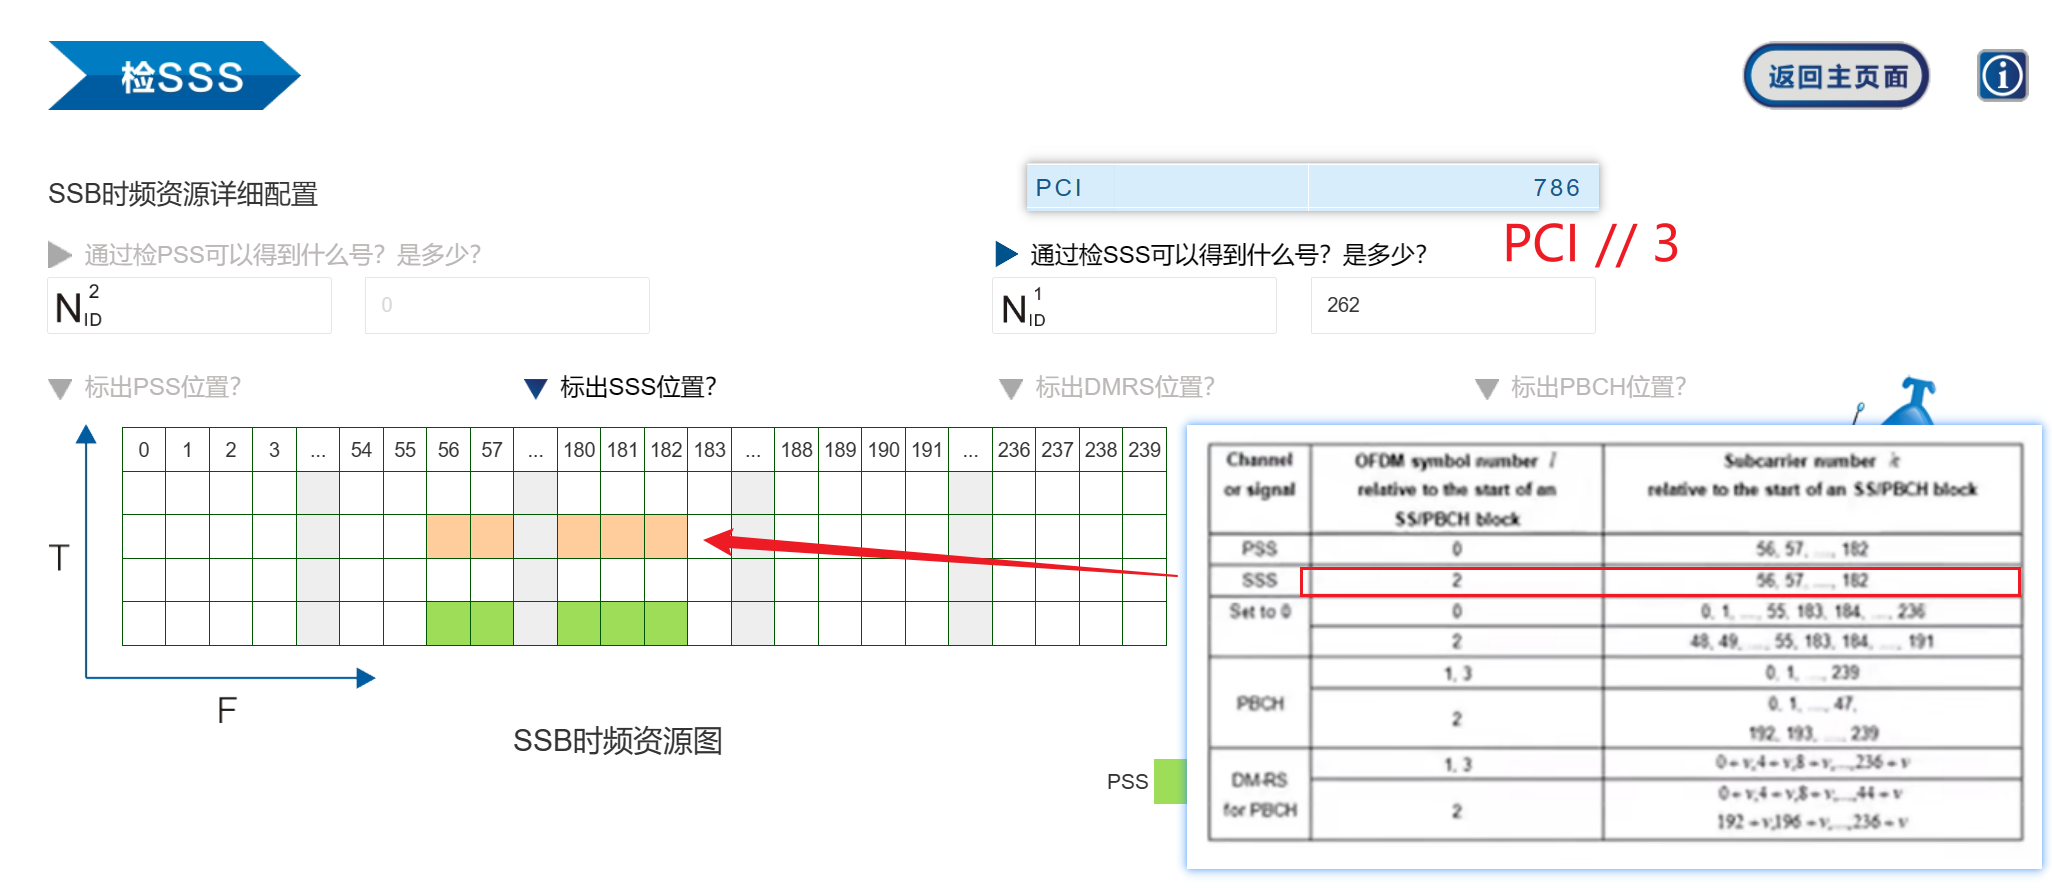 检SSS
返回主页面
i
PCI 786
SSB时频资源详细配置
PCI // 3
通过检PSS可以得到什么号？是多少？
通过检SSS可以得到什么号？是多少？
N 2 ID 0
N 1 ID 262
标出PSS位置？ 标出SSS位置？ 标出DMRS位置？ 标出PBCH位置？
0 1 2 3 ... 54 55 56 57 ... 180 181 182 183 ... 188 189 190 191 ... 236 237 238 239
T
F
SSB时频资源图
PSS
Channel or signal
OFDM symbol number l relative to the start of an SS/PBCH block
Subcarrier number k relative to the start of an SS/PBCH block
PSS 0 56, 57, ..., 182
SSS 2 56, 57, ..., 182
Set to 0 0 0, 1, ..., 55, 183, 184, ..., 236
2 48, 49, ..., 55, 183, 184, ..., 191
PBCH 1, 3 0, 1, ..., 239
2 0, 1, ..., 47,
192, 193, ..., 239
DM-RS for PBCH 1, 3 0+v,4+v,8+v,...,236+v
2 0+v,4+v,8+v,...,44+v
192+v,196+v,...,236+v